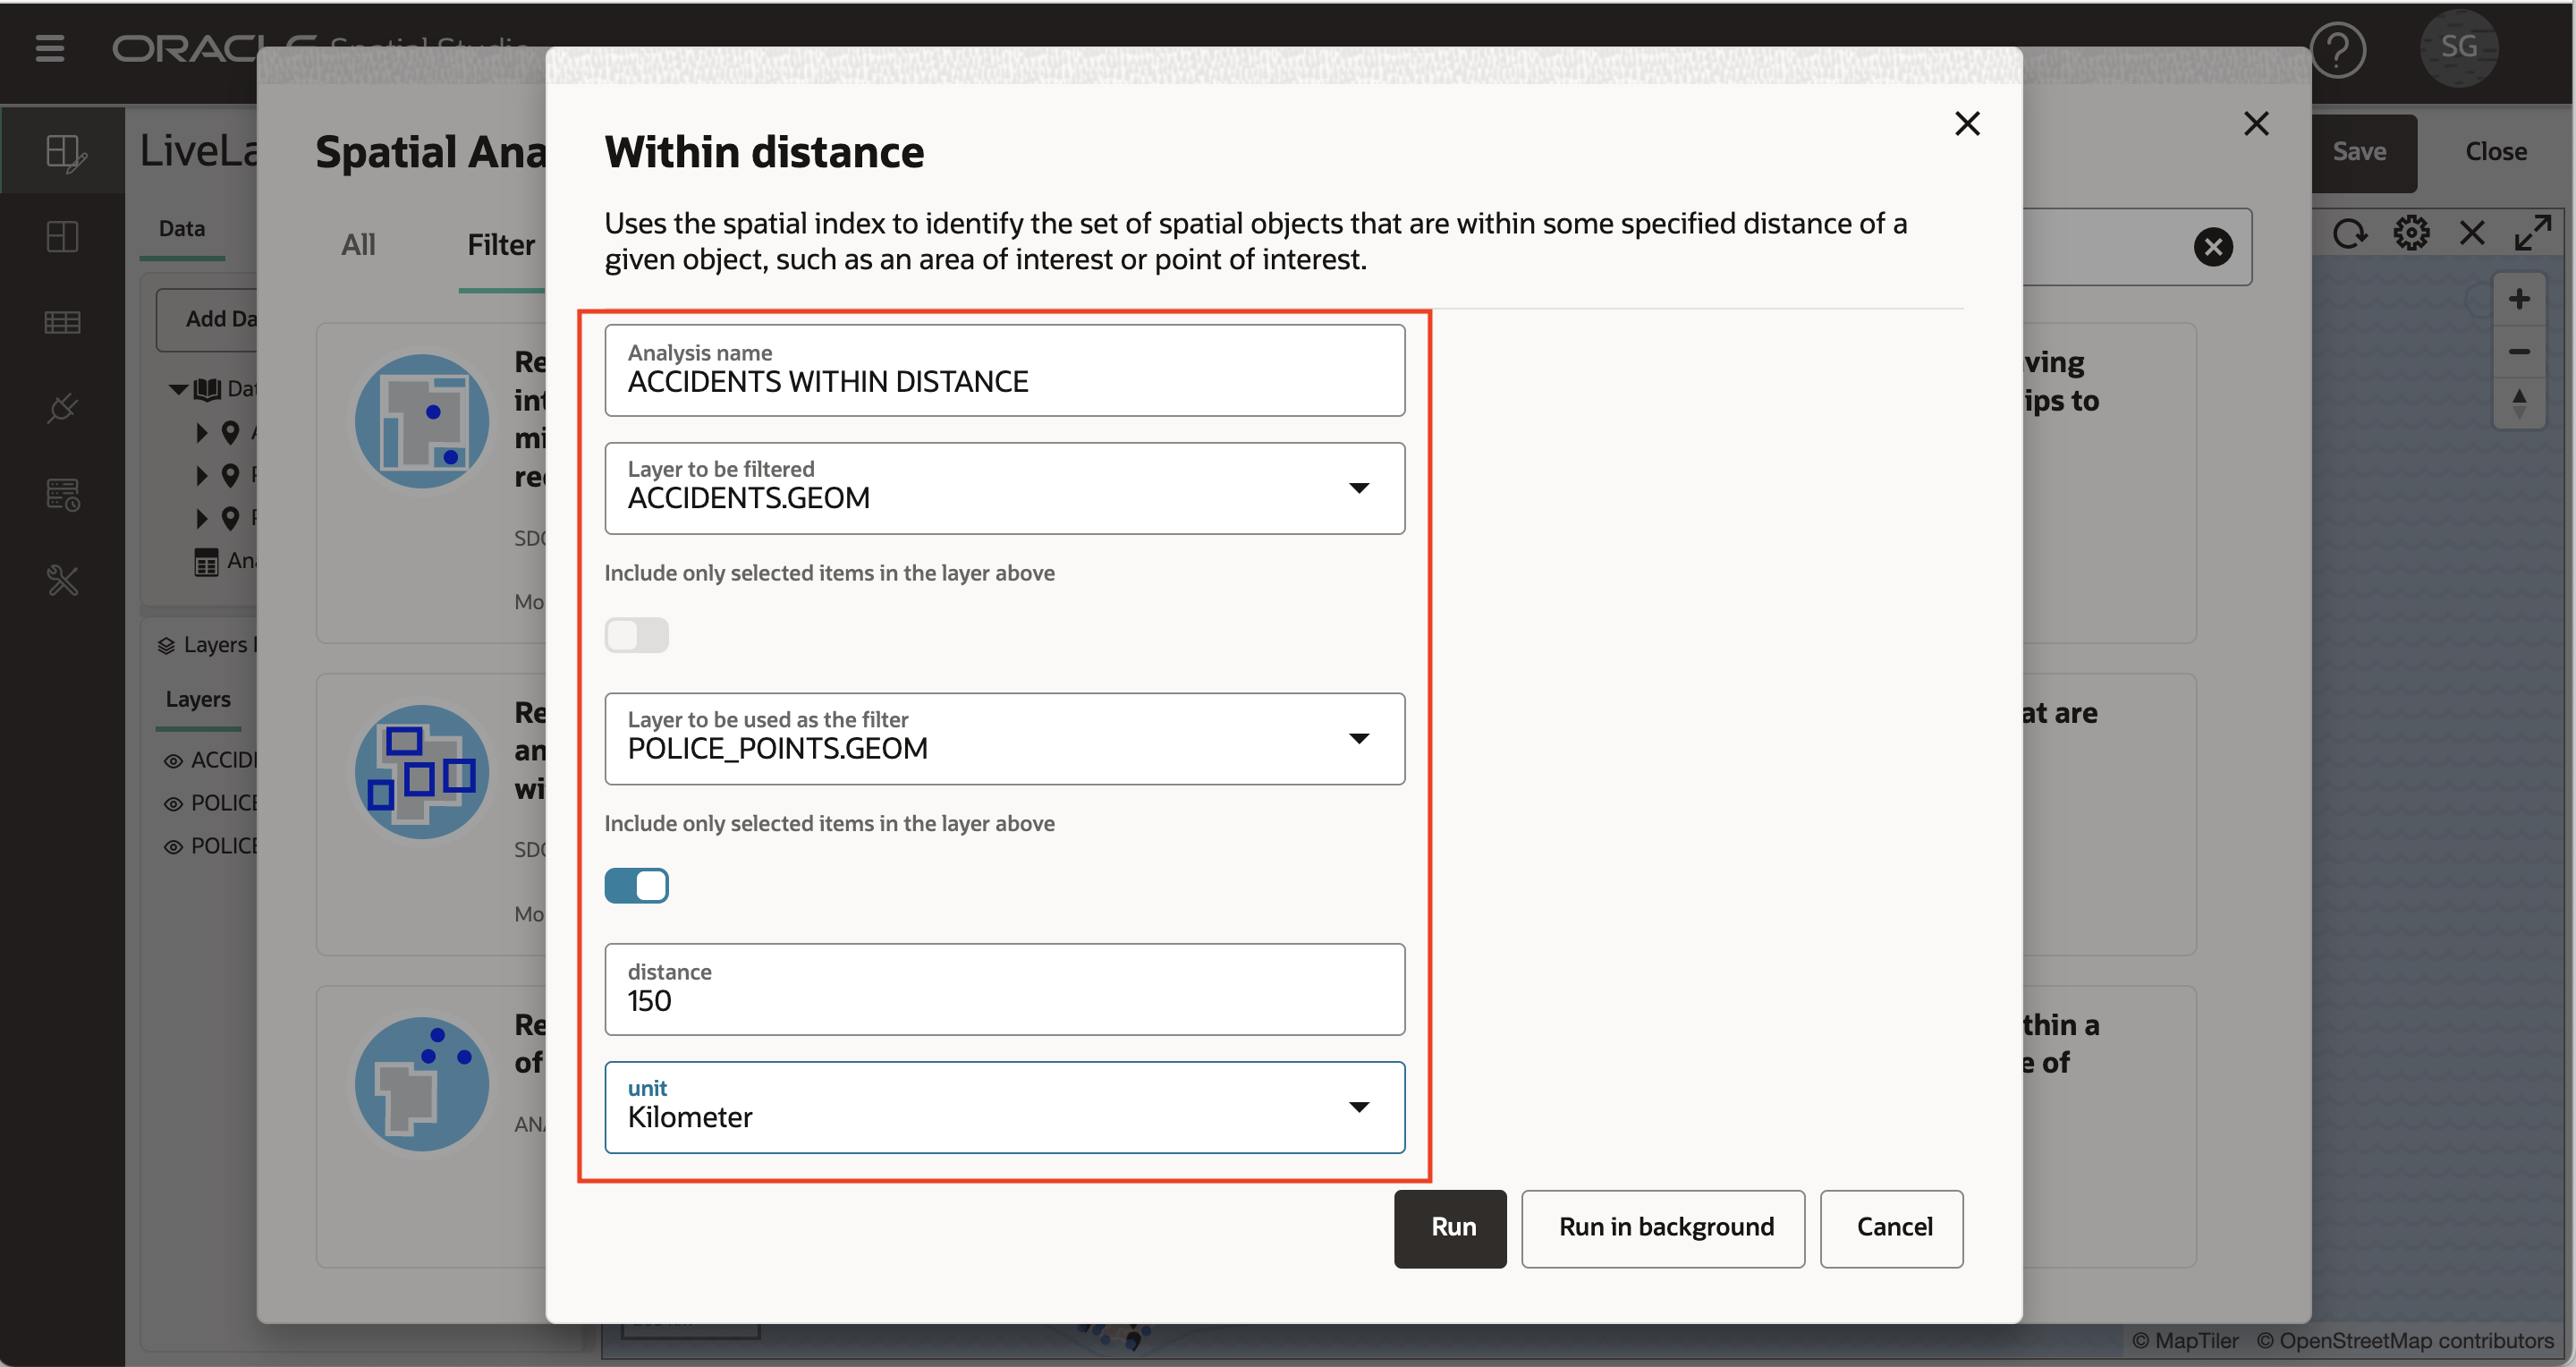 ORACLE Spatial Studio
SG
LiveLa
Save
Close
Data
Add Da
Dat
Ana
Layers
Layers
ACCIDE
POLICE
POLICE
Spatial Ana
All
Filter
Re
int
mi
re
SDO
Mo
Re
an
wi
SDO
Mo
Re
of
ANA
ving
ips to
at are
thin a
e of
Within distance
Uses the spatial index to identify the set of spatial objects that are within some specified distance of a
given object, such as an area of interest or point of interest.
Analysis name
ACCIDENTS WITHIN DISTANCE
Layer to be filtered
ACCIDENTS.GEOM
Include only selected items in the layer above
Layer to be used as the filter
POLICE_POINTS.GEOM
Include only selected items in the layer above
distance
150
unit
Kilometer
Run
Run in background
Cancel
© MapTiler © OpenStreetMap contributors